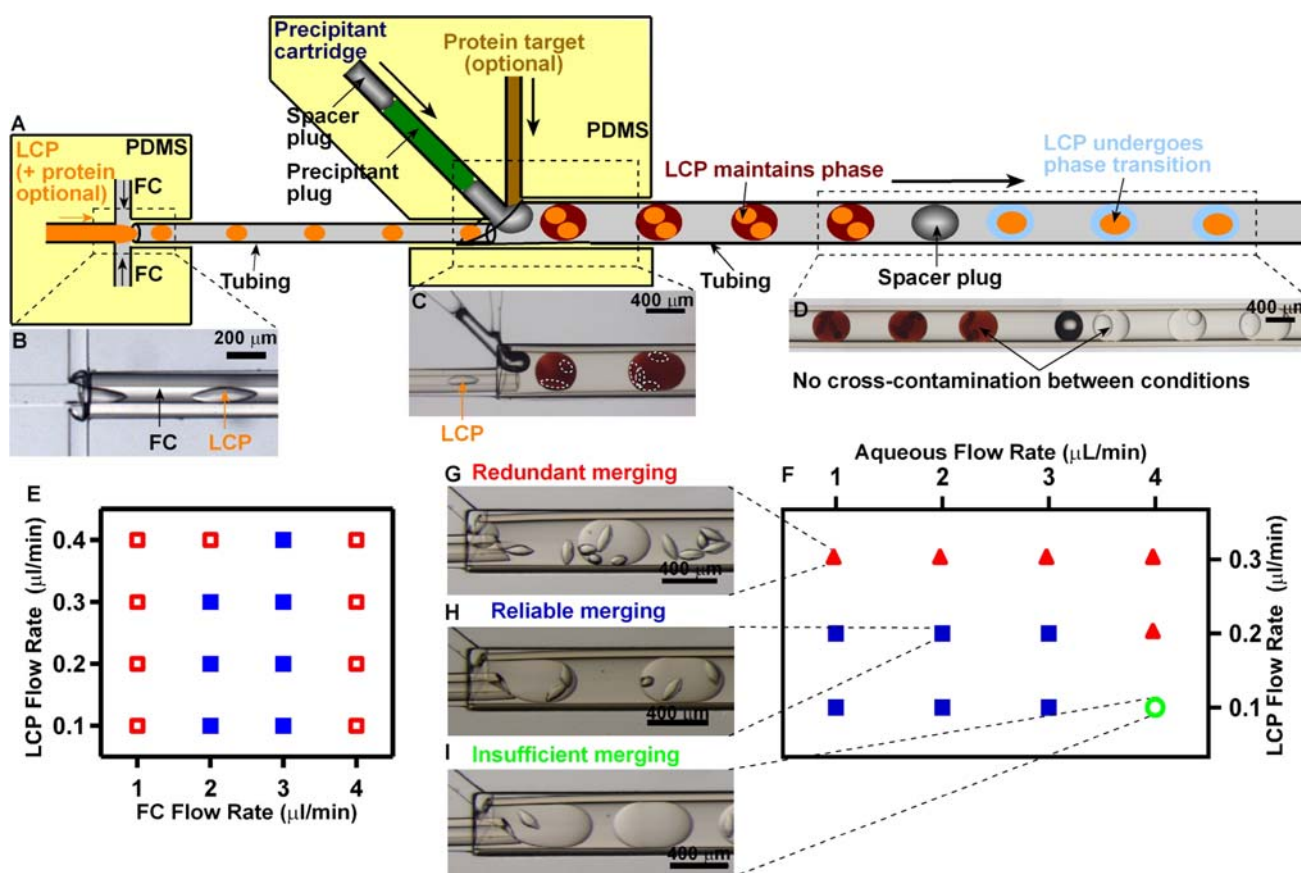 A
LCP
(+ protein
optional)
PDMS
FC
FC
Tubing
Precipitant
cartridge
Spacer
plug
Precipitant
plug
Protein target
(optional)
PDMS
LCP maintains phase
LCP undergoes
phase transition
Tubing
Spacer plug
B
200 μm
FC
LCP
C
400 μm
LCP
D
400 μm
No cross-contamination between conditions
E
LCP Flow Rate (μl/min)
0.4
0.3
0.2
0.1
1 2 3 4
FC Flow Rate (μl/min)
G Redundant merging
400 μm
H Reliable merging
400 μm
I Insufficient merging
400 μm
F
Aqueous Flow Rate (μL/min)
1 2 3 4
0.3
0.2
0.1
LCP Flow Rate (μl/min)